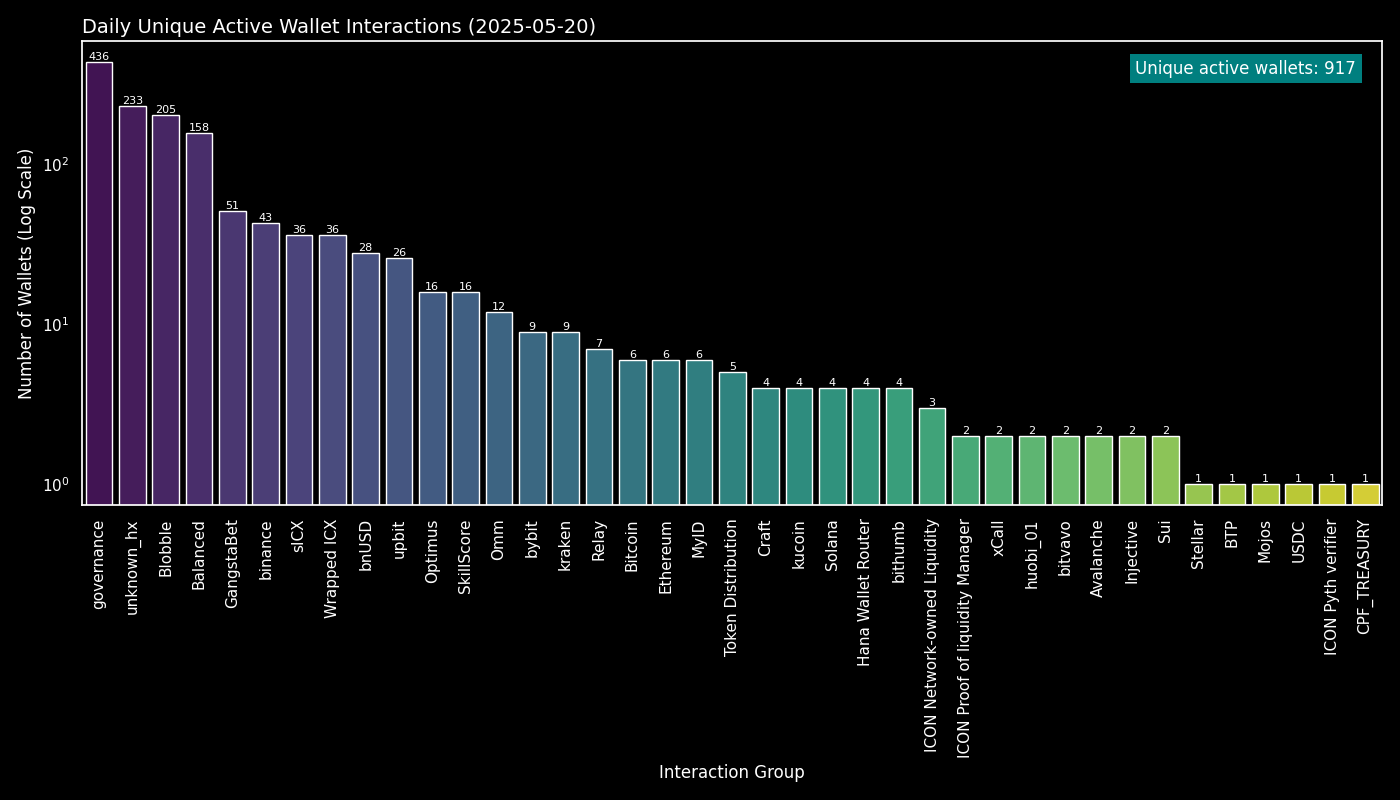 Daily Unique Active Wallet Interactions (2025-05-20)
Unique active wallets: 917
Number of Wallets (Log Scale)
10²
10¹
10⁰
436
233
205
158
51
43
36
36
28
26
16
16
12
9
9
7
6
6
6
5
4
4
4
4
4
3
2
2
2
2
2
2
2
1
1
1
1
1
1
governance
unknown_hx
Blobble
Balanced
GangstaBet
binance
sICX
Wrapped ICX
bnUSD
upbit
Optimus
SkillScore
Omm
bybit
kraken
Relay
Bitcoin
Ethereum
MyID
Token Distribution
Craft
kucoin
Solana
Hana Wallet Router
bithumb
ICON Network-owned Liquidity
ICON Proof of liquidity Manager
xCall
huobi_01
bitvavo
Avalanche
Injective
Sui
Stellar
BTP
Mojos
USDC
ICON Pyth verifier
CPF_TREASURY
Interaction Group